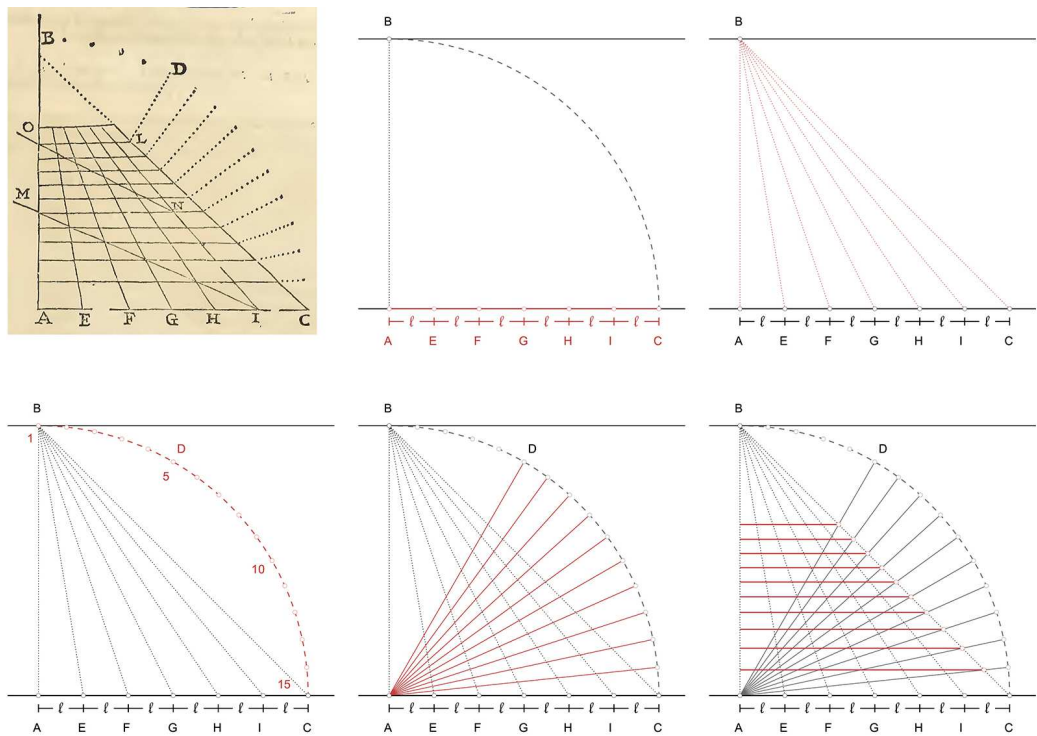 B
D
O
L
M
N
A E F G H I C
B
ℓ ℓ ℓ ℓ ℓ ℓ
A E F G H I C
B
ℓ ℓ ℓ ℓ ℓ ℓ
A E F G H I C
B
1
D
5
10
15
ℓ ℓ ℓ ℓ ℓ ℓ
A E F G H I C
B
D
ℓ ℓ ℓ ℓ ℓ ℓ
A E F G H I C
B
D
ℓ ℓ ℓ ℓ ℓ ℓ
A E F G H I C